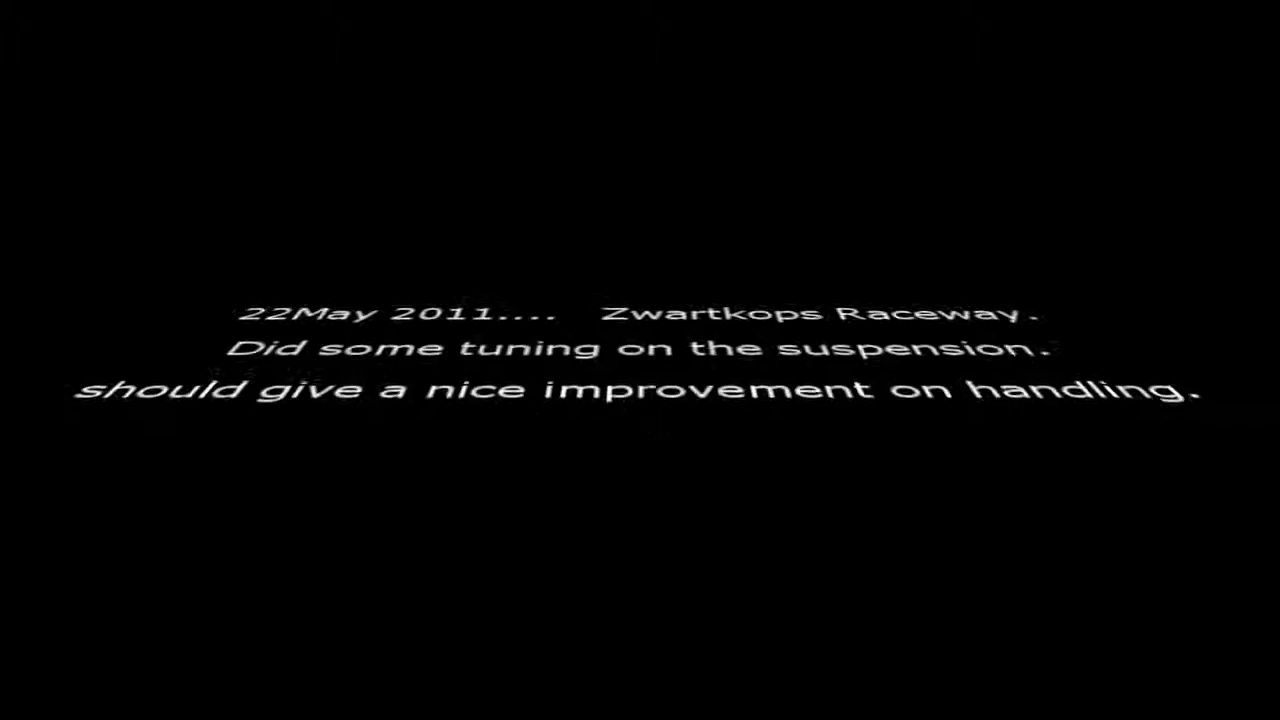 22May 2011.... Zwartkops Raceway.
Did some tuning on the suspension.
should give a nice improvement on handling.